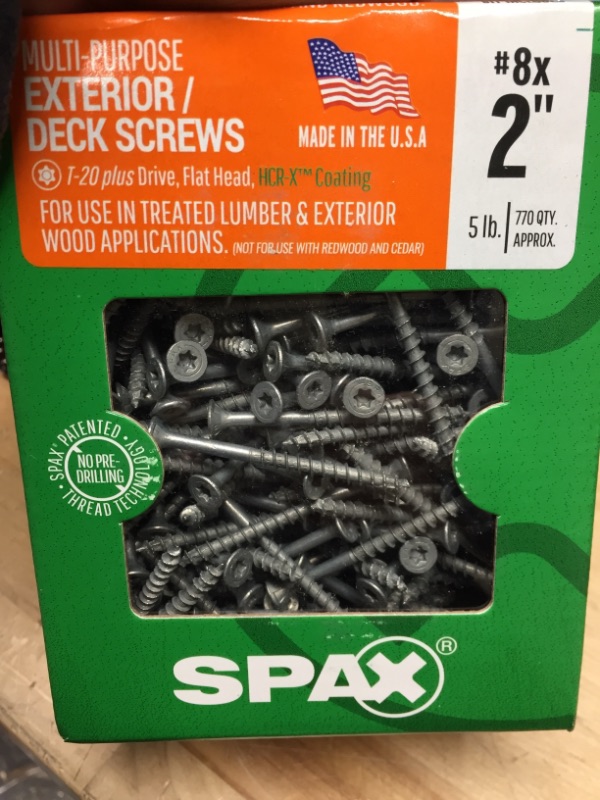 AND REDWOOD.
MULTI-PURPOSE
EXTERIOR /
DECK SCREWS
MADE IN THE U.S.A
T-20 plus Drive, Flat Head, HCR-X™ Coating
FOR USE IN TREATED LUMBER & EXTERIOR
WOOD APPLICATIONS. (NOT FOR USE WITH REDWOOD AND CEDAR)
#8x
2"
5 lb.
770 QTY.
APPROX.
SPAX® PATENTED
NO PRE-
DRILLING
THREAD TECHNOLOGY
SPAX®